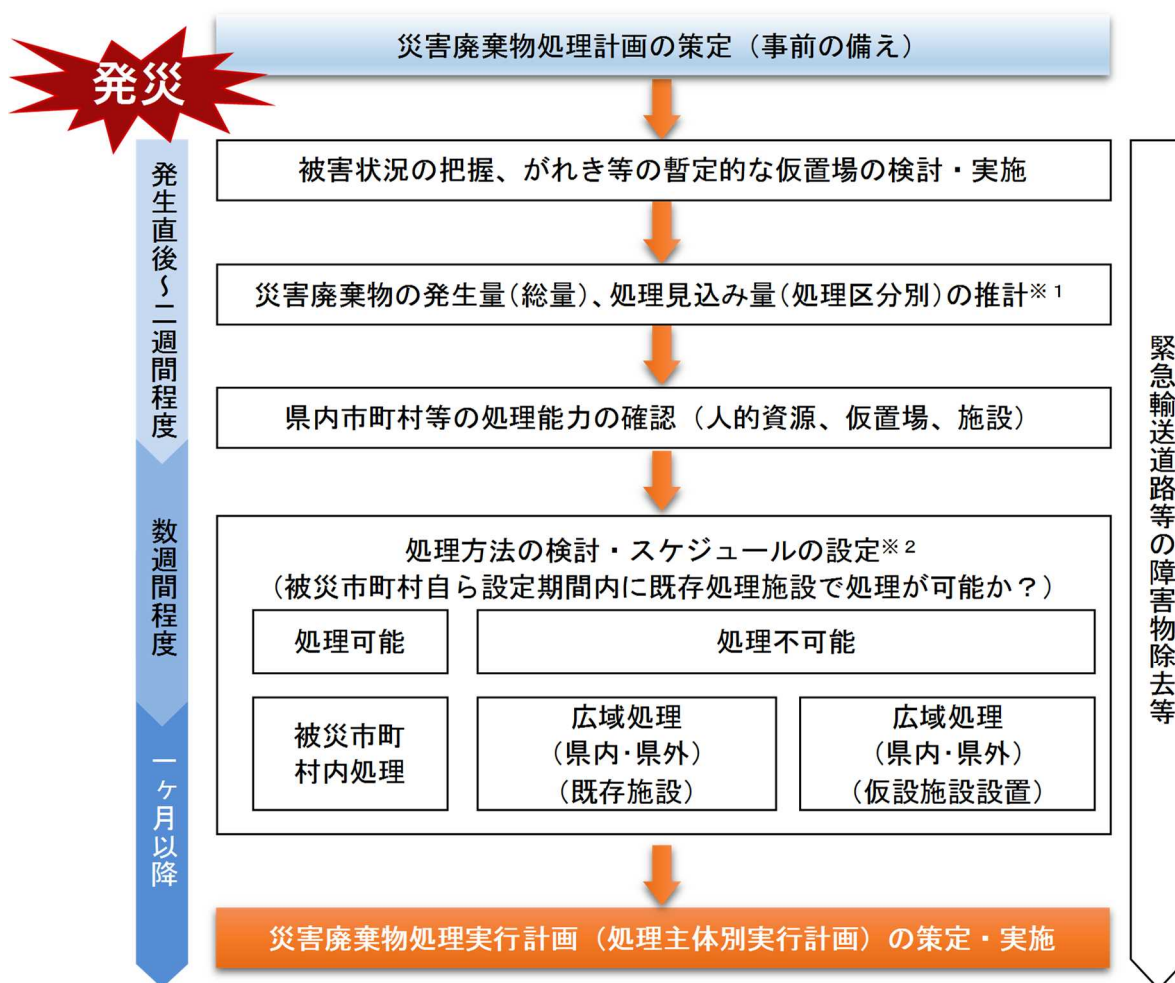 災害廃棄物処理計画の策定（事前の備え）
発災
発生直後～二週間程度
被害状況の把握、がれき等の暫定的な仮置場の検討・実施
災害廃棄物の発生量(総量)、処理見込み量(処理区分別)の推計※1
県内市町村等の処理能力の確認（人的資源、仮置場、施設）
数週間程度
処理方法の検討・スケジュールの設定※2
（被災市町村自ら設定期間内に既存処理施設で処理が可能か？）
処理可能
処理不可能
被災市町
村内処理
広域処理
（県内･県外）
（既存施設）
広域処理
（県内･県外）
（仮設施設設置）
一ヶ月以降
災害廃棄物処理実行計画（処理主体別実行計画）の策定・実施
緊急輸送道路等の障害物除去等